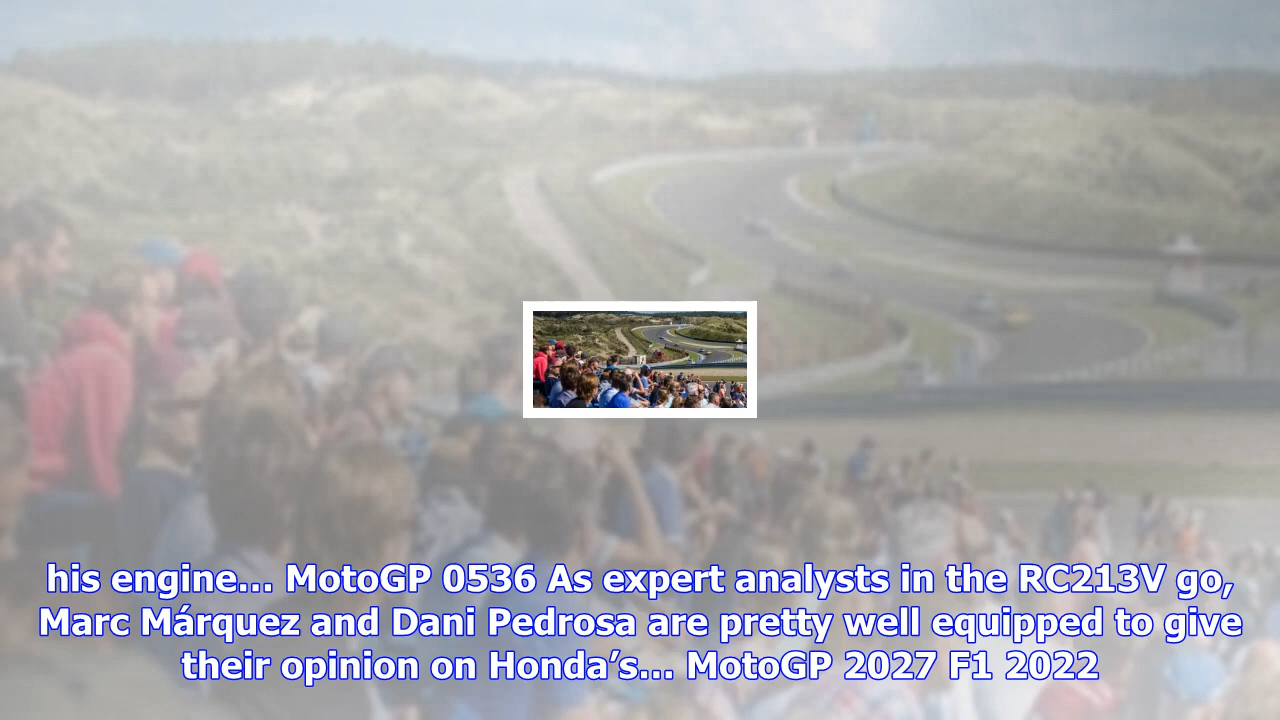 his engine… MotoGP 0536 As expert analysts in the RC213V go,
Marc Márquez and Dani Pedrosa are pretty well equipped to give
their opinion on Honda’s… MotoGP 2027 F1 2022